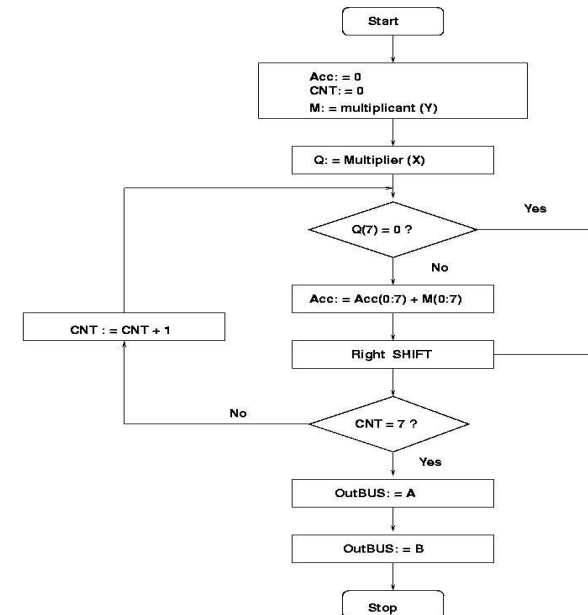 Start
Acc: = 0
CNT: = 0
M: = multiplicant (Y)
Q: = Multiplier (X)
Q(7) = 0 ?
Yes
No
Acc: = Acc(0:7) + M(0:7)
CNT : = CNT + 1
Right SHIFT
CNT = 7 ?
No
Yes
OutBUS: = A
OutBUS: = B
Stop